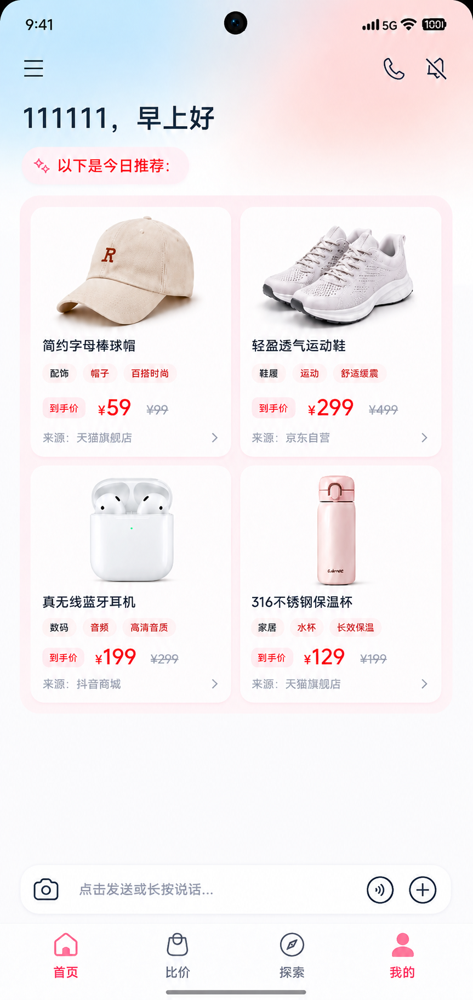 9:41
5G
100
111111，早上好
以下是今日推荐：
R
简约字母棒球帽
配饰 帽子 百搭时尚
到手价 ¥59 ¥99
来源：天猫旗舰店
轻盈透气运动鞋
鞋履 运动 舒适缓震
到手价 ¥299 ¥499
来源：京东自营
真无线蓝牙耳机
数码 音频 高清音质
到手价 ¥199 ¥299
来源：抖音商城
316不锈钢保温杯
家居 水杯 长效保温
到手价 ¥129 ¥199
来源：天猫旗舰店
点击发送或长按说话...
首页 比价 探索 我的